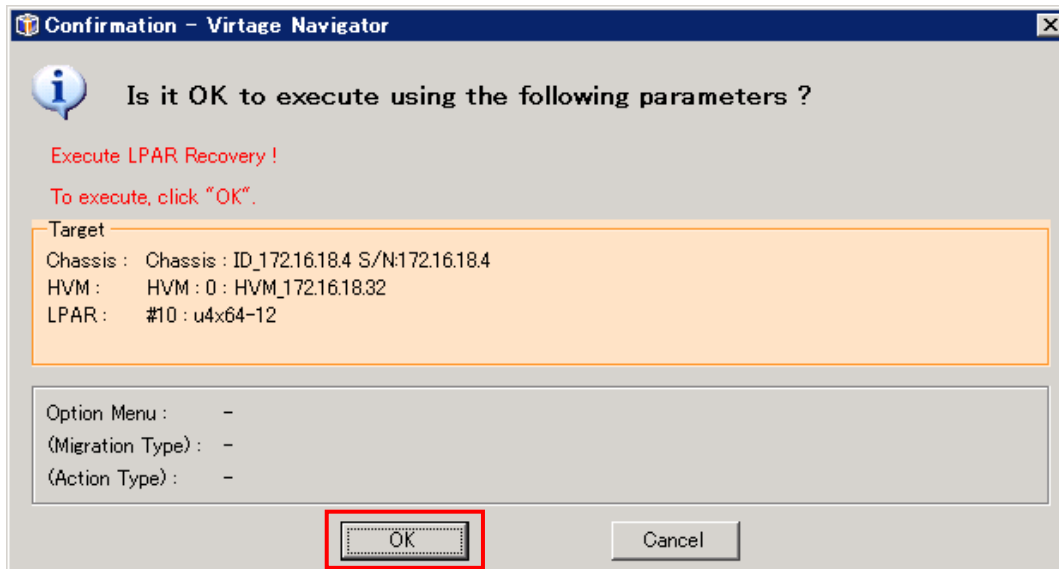 Confirmation - Virtage Navigator
Is it OK to execute using the following parameters ?
Execute LPAR Recovery !
To execute, click "OK".
Target
Chassis : Chassis : ID_172.16.18.4 S/N:172.16.18.4
HVM : HVM : 0 : HVM_172.16.18.32
LPAR : #10 : u4x64-12
Option Menu : -
(Migration Type) : -
(Action Type) : -
OK Cancel